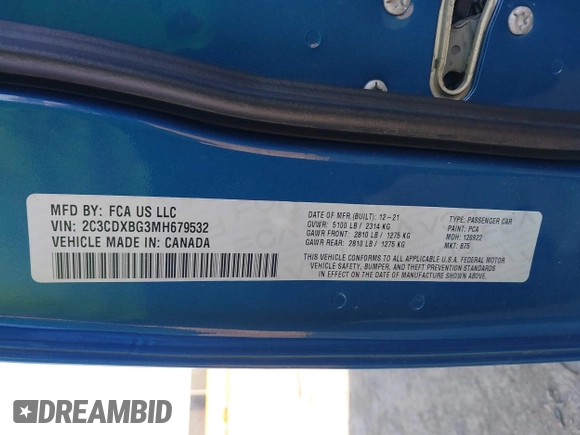 MFD BY: FCA US LLC
VIN: 2C3CDXBG3MH679532
VEHICLE MADE IN: CANADA
DATE OF MFR.(BUILT): 12-21
GVWR: 5100 LB / 2314 KG
GAWR FRONT: 2810 LB / 1275 KG
GAWR REAR: 2810 LB / 1275 KG
TYPE: PASSENGER CAR
PAINT: PCA
MDH: 120922
MKT: 875
THIS VEHICLE CONFORMS TO ALL APPLICABLE U.S.A. FEDERAL MOTOR
VEHICLE SAFETY, BUMPER, AND THEFT PREVENTION STANDARDS
IN EFFECT ON THE DATE OF MANUFACTURE SHOWN ABOVE.
DREAMBID